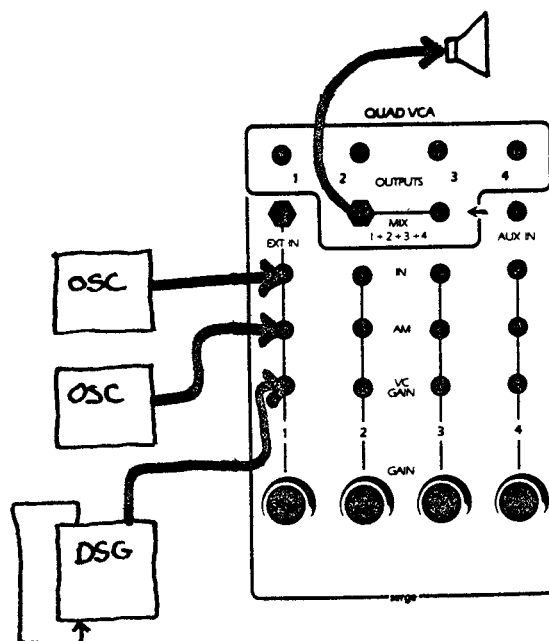 QUAD VCA
1 2 3 4
OUTPUTS
MIX
1 + 2 + 3 + 4
EXT IN
AUX IN
OSC
IN
AM
OSC
VC
GAIN
1 2 3 4
GAIN
DSG
serge